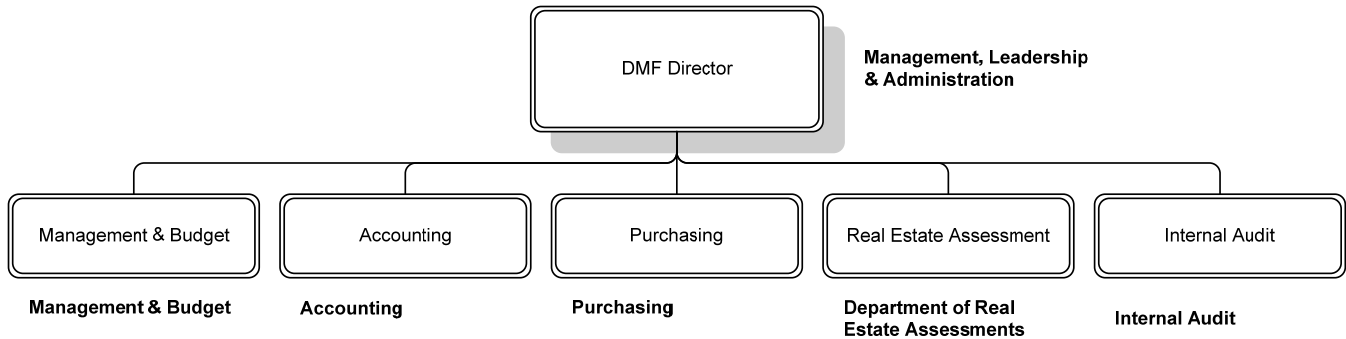 DMF Director
Management, Leadership
& Administration
Management & Budget
Accounting
Purchasing
Real Estate Assessment
Internal Audit
Management & Budget
Accounting
Purchasing
Department of Real
Estate Assessments
Internal Audit